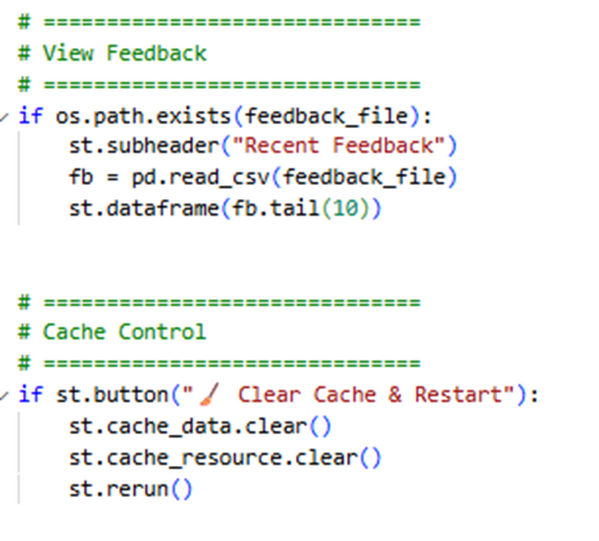 # ==============================
# View Feedback
# ==============================
if os.path.exists(feedback_file):
    st.subheader("Recent Feedback")
    fb = pd.read_csv(feedback_file)
    st.dataframe(fb.tail(10))
# ==============================
# Cache Control
# ==============================
if st.button("🧹 Clear Cache & Restart"):
    st.cache_data.clear()
    st.cache_resource.clear()
    st.rerun()